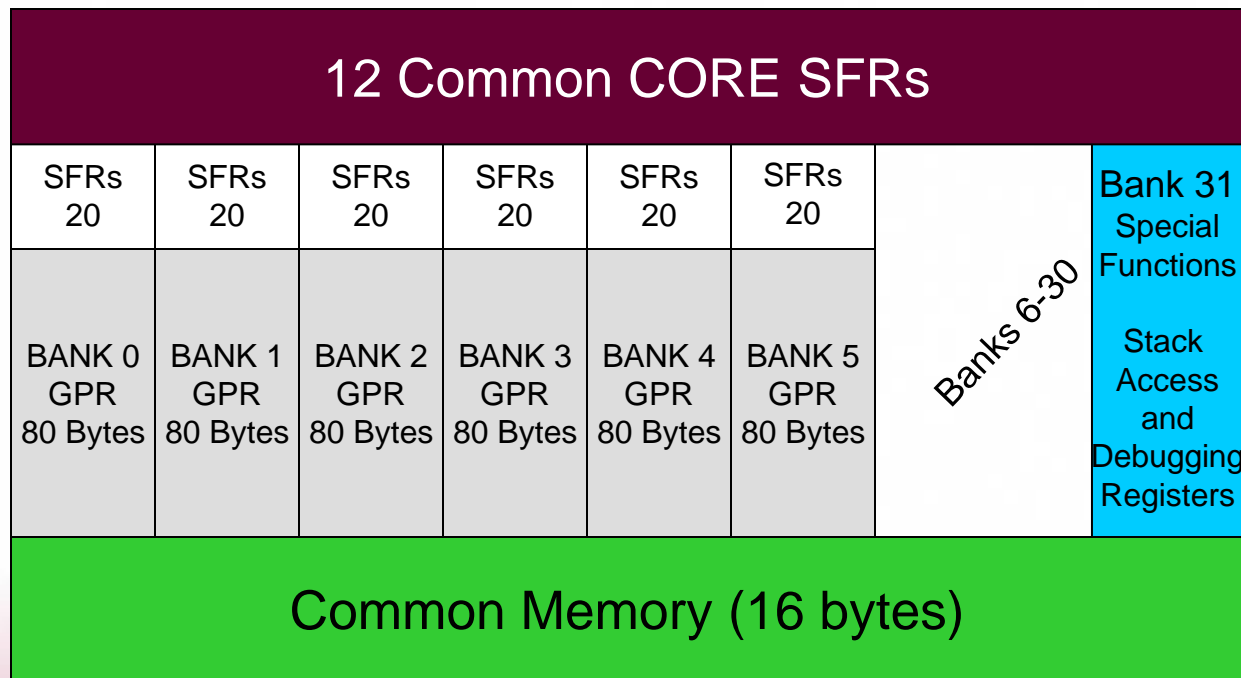 12 Common CORE SFRs
SFRs
20
SFRs
20
SFRs
20
SFRs
20
SFRs
20
SFRs
20
BANK 0
GPR
80 Bytes
BANK 1
GPR
80 Bytes
BANK 2
GPR
80 Bytes
BANK 3
GPR
80 Bytes
BANK 4
GPR
80 Bytes
BANK 5
GPR
80 Bytes
Banks 6-30
Bank 31
Special
Functions
Stack
Access
and
Debugging
Registers
Common Memory (16 bytes)